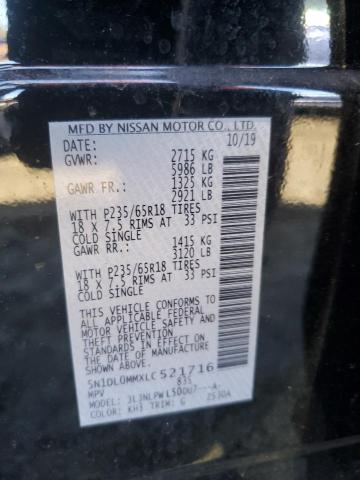 MFD BY NISSAN MOTOR CO., LTD.
DATE: 10/19
GVWR: 2715 KG
5986 LB
GAWR FR: 1325 KG
2921 LB
WITH P235/65R18 TIRES
18 X 7.5 RIMS AT 33 PSI
COLD SINGLE
GAWR RR: 1415 KG
3120 LB
WITH P235/65R18 TIRES
18 X 7.5 RIMS AT 33 PSI
COLD SINGLE
THIS VEHICLE CONFORMS TO
ALL APPLICABLE FEDERAL
MOTOR VEHICLE SAFETY, BUMPER
AND THEFT PREVENTION
STANDARDS IN EFFECT ON THE
DATE OF MANUFACTURE
SHOWN ABOVE.
5N1DL0MMXLC521716
MPV 835
COLOR: KH3 TRIM: G 2530A